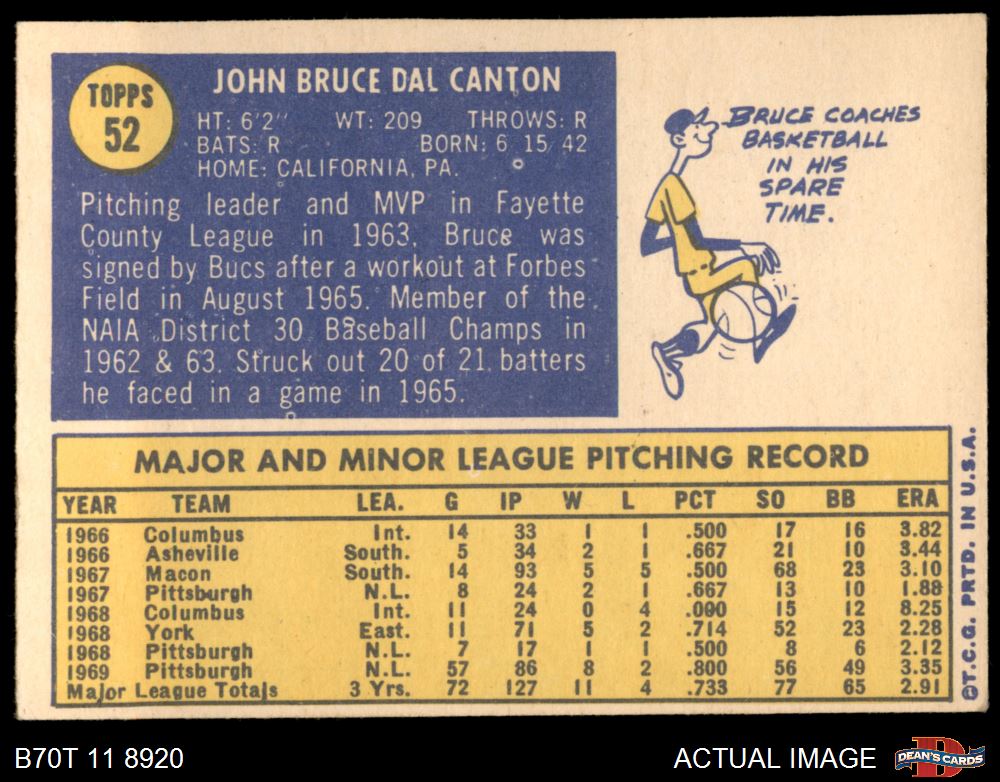 TOPPS
52
JOHN BRUCE DAL CANTON
HT: 6'2" WT: 209 THROWS: R
BATS: R BORN: 6 15 42
HOME: CALIFORNIA, PA.
Pitching leader and MVP in Fayette
County League in 1963, Bruce was
signed by Bucs after a workout at Forbes
Field in August 1965. Member of the
NAIA District 30 Baseball Champs in
1962 & 63. Struck out 20 of 21 batters
he faced in a game in 1965.
BRUCE COACHES
BASKETBALL
IN HIS
SPARE
TIME.
MAJOR AND MINOR LEAGUE PITCHING RECORD
YEAR TEAM LEA. G IP W L PCT SO BB ERA
1966 Columbus Int. 14 33 1 1 .500 17 16 3.82
1966 Asheville South. 5 34 2 1 .667 21 10 3.44
1967 Macon South. 14 93 5 5 .500 68 23 3.10
1967 Pittsburgh N.L. 8 24 2 1 .667 13 10 1.88
1968 Columbus Int. 11 24 0 4 .000 15 12 8.25
1968 York East. 11 71 5 2 .714 52 23 2.28
1968 Pittsburgh N.L. 7 17 1 1 .500 8 6 2.12
1969 Pittsburgh N.L. 57 86 8 2 .800 56 49 3.35
Major League Totals 3 Yrs. 72 127 11 4 .733 77 65 2.91
©T.C.G. PRTD. IN U.S.A.
B70T 11 8920
ACTUAL IMAGE
D
DEAN'S CARDS